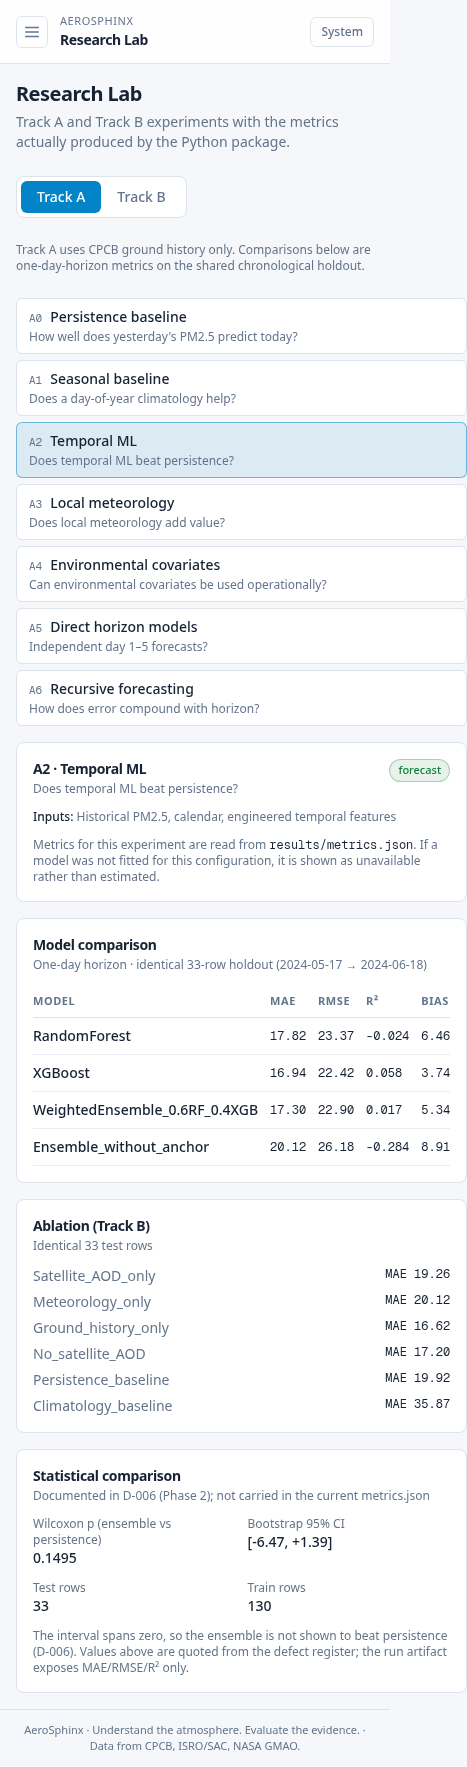 AEROSPHINX
Research Lab
System
Research Lab
Track A and Track B experiments with the metrics
actually produced by the Python package.
Track A
Track B
Track A uses CPCB ground history only. Comparisons below are
one-day-horizon metrics on the shared chronological holdout.
A0 Persistence baseline
How well does yesterday's PM2.5 predict today?
A1 Seasonal baseline
Does a day-of-year climatology help?
A2 Temporal ML
Does temporal ML beat persistence?
A3 Local meteorology
Does local meteorology add value?
A4 Environmental covariates
Can environmental covariates be used operationally?
A5 Direct horizon models
Independent day 1–5 forecasts?
A6 Recursive forecasting
How does error compound with horizon?
A2 · Temporal ML
forecast
Does temporal ML beat persistence?
Inputs: Historical PM2.5, calendar, engineered temporal features
Metrics for this experiment are read from results/metrics.json. If a
model was not fitted for this configuration, it is shown as unavailable
rather than estimated.
Model comparison
One-day horizon · identical 33-row holdout (2024-05-17 → 2024-06-18)
MODEL MAE RMSE R² BIAS
RandomForest 17.82 23.37 -0.024 6.46
XGBoost 16.94 22.42 0.058 3.74
WeightedEnsemble_0.6RF_0.4XGB 17.30 22.90 0.017 5.34
Ensemble_without_anchor 20.12 26.18 -0.284 8.91
Ablation (Track B)
Identical 33 test rows
Satellite_AOD_only MAE 19.26
Meteorology_only MAE 20.12
Ground_history_only MAE 16.62
No_satellite_AOD MAE 17.20
Persistence_baseline MAE 19.92
Climatology_baseline MAE 35.87
Statistical comparison
Documented in D-006 (Phase 2); not carried in the current metrics.json
Wilcoxon p (ensemble vs
persistence)
0.1495
Bootstrap 95% CI
[-6.47, +1.39]
Test rows
33
Train rows
130
The interval spans zero, so the ensemble is not shown to beat persistence
(D-006). Values above are quoted from the defect register; the run artifact
exposes MAE/RMSE/R² only.
AeroSphinx · Understand the atmosphere. Evaluate the evidence. ·
Data from CPCB, ISRO/SAC, NASA GMAO.